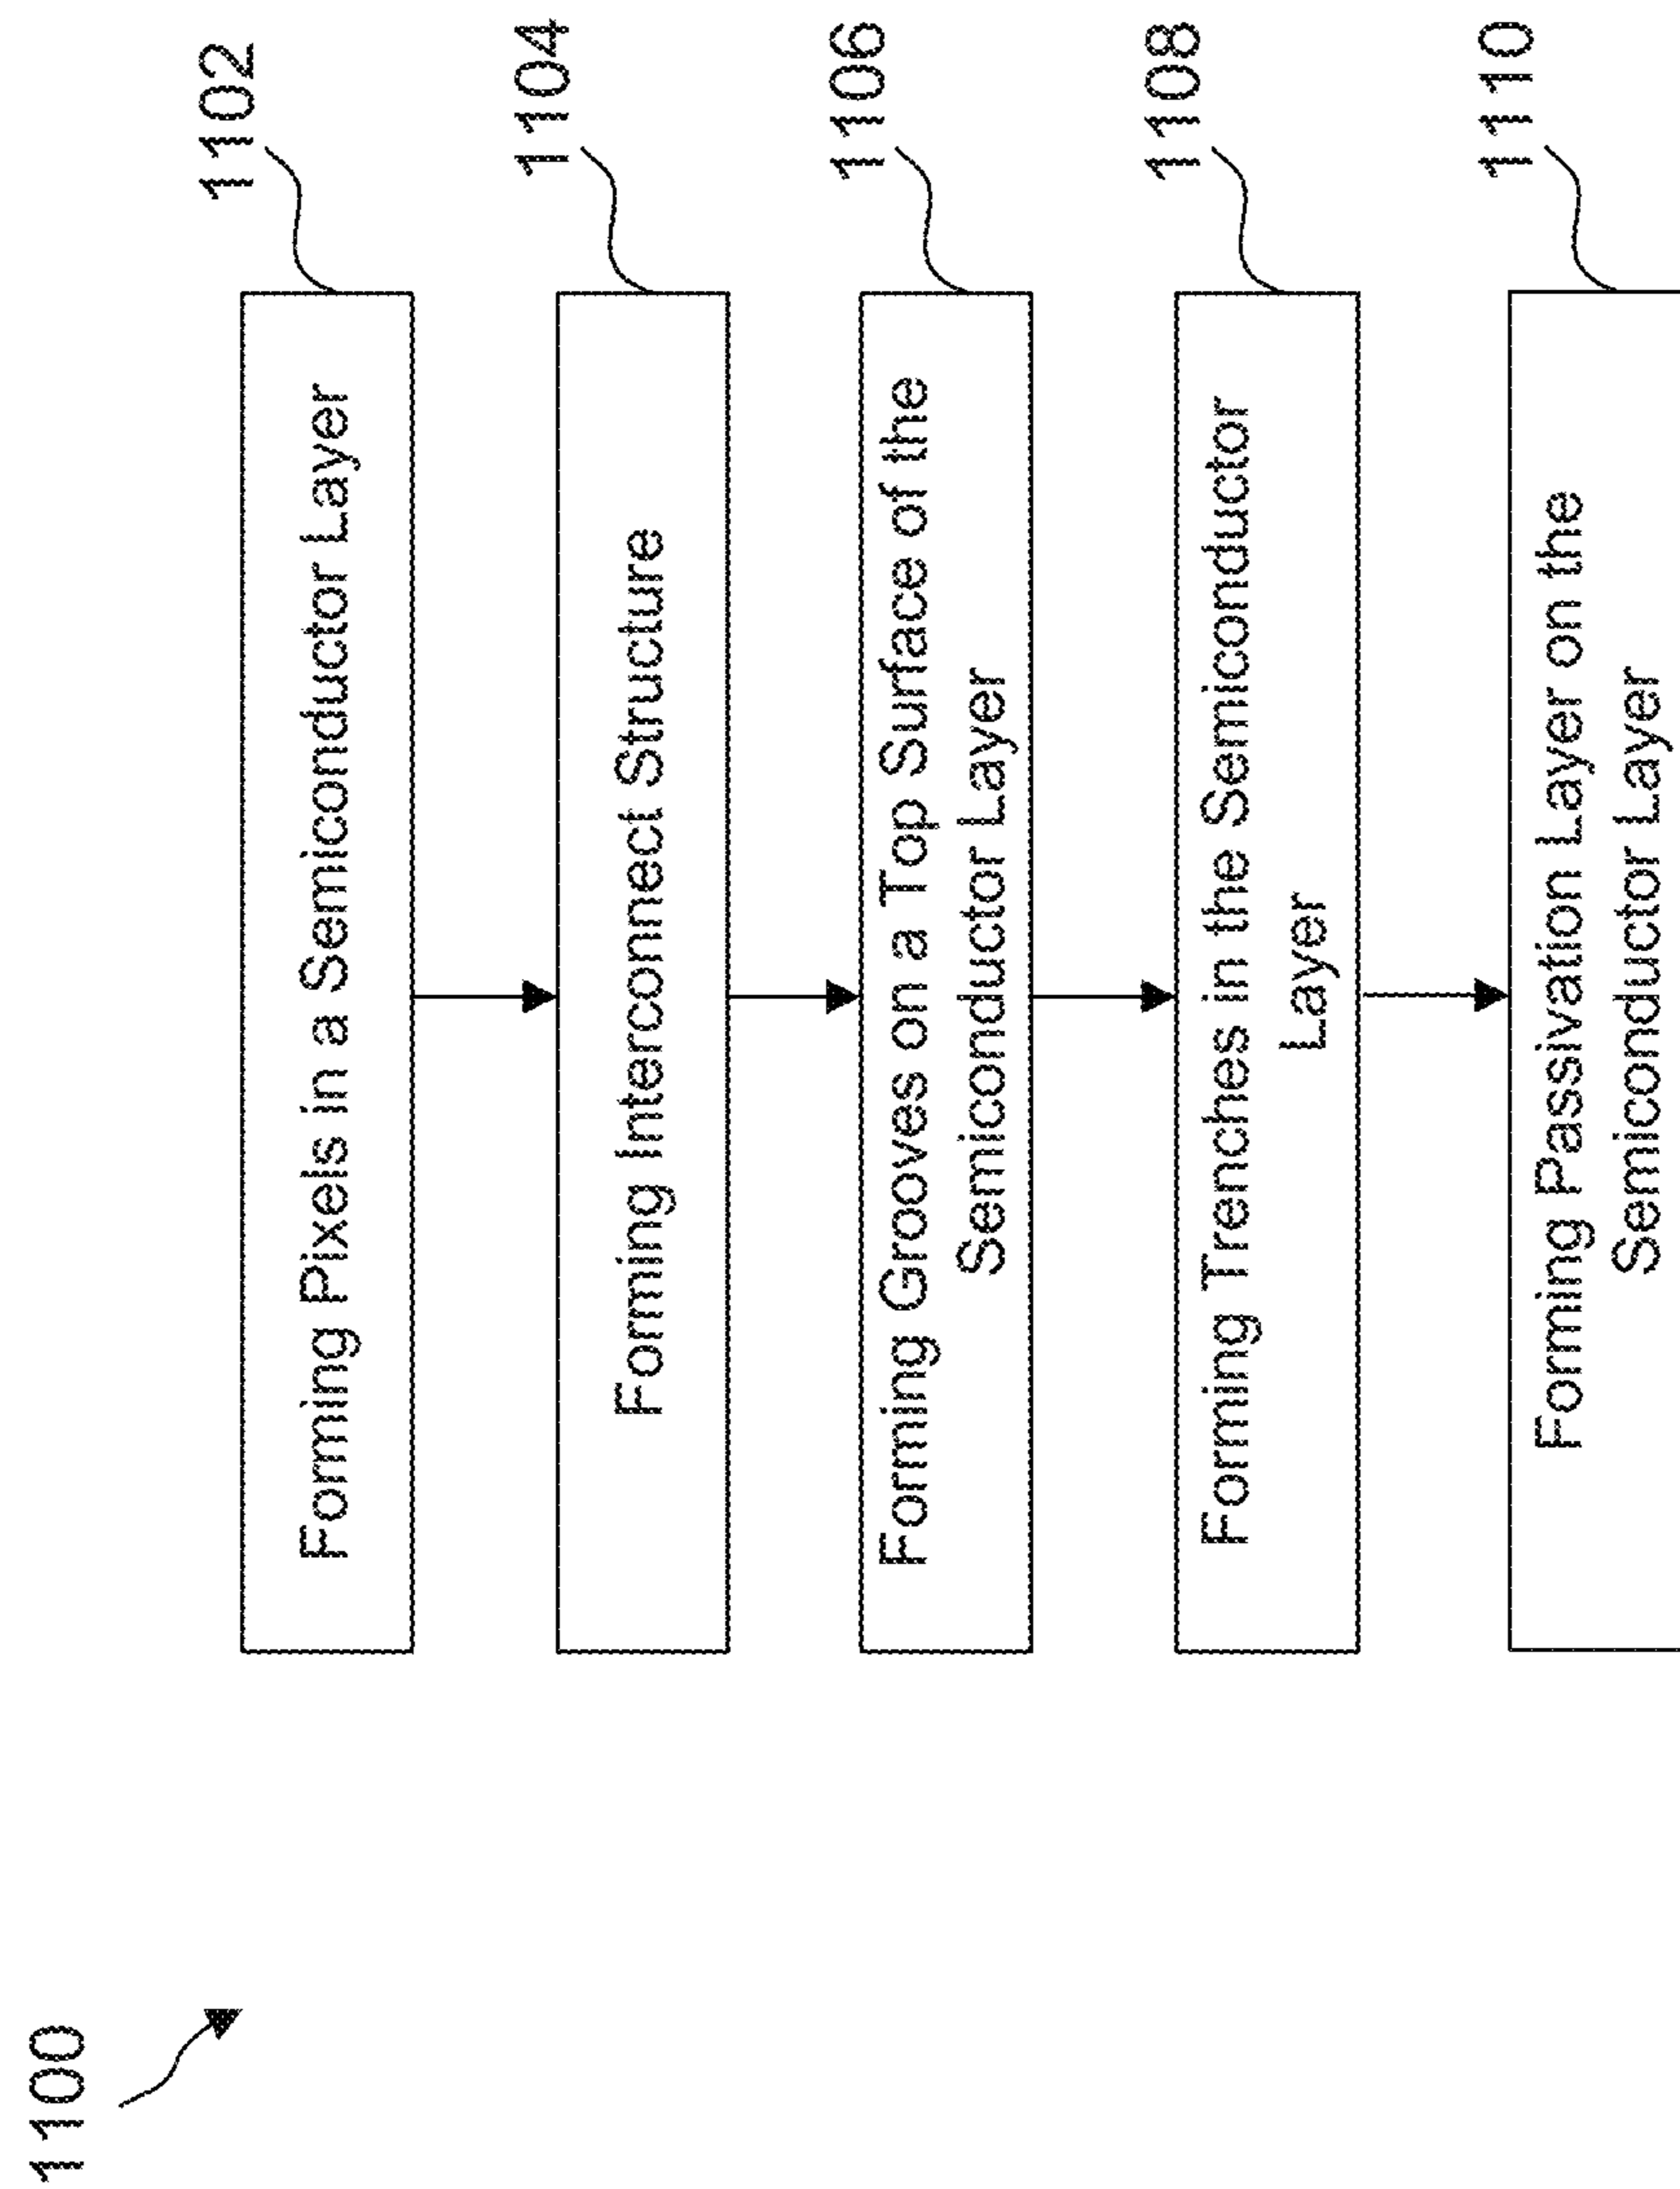 1100
Forming Pixels in a Semiconductor Layer
1102
Forming Interconnect Structure
1104
Forming Grooves on a Top Surface of the
Semiconductor Layer
1106
Forming Trenches in the Semiconductor
Layer
1108
Forming Passivation Layer on the
Semiconductor Layer
1110